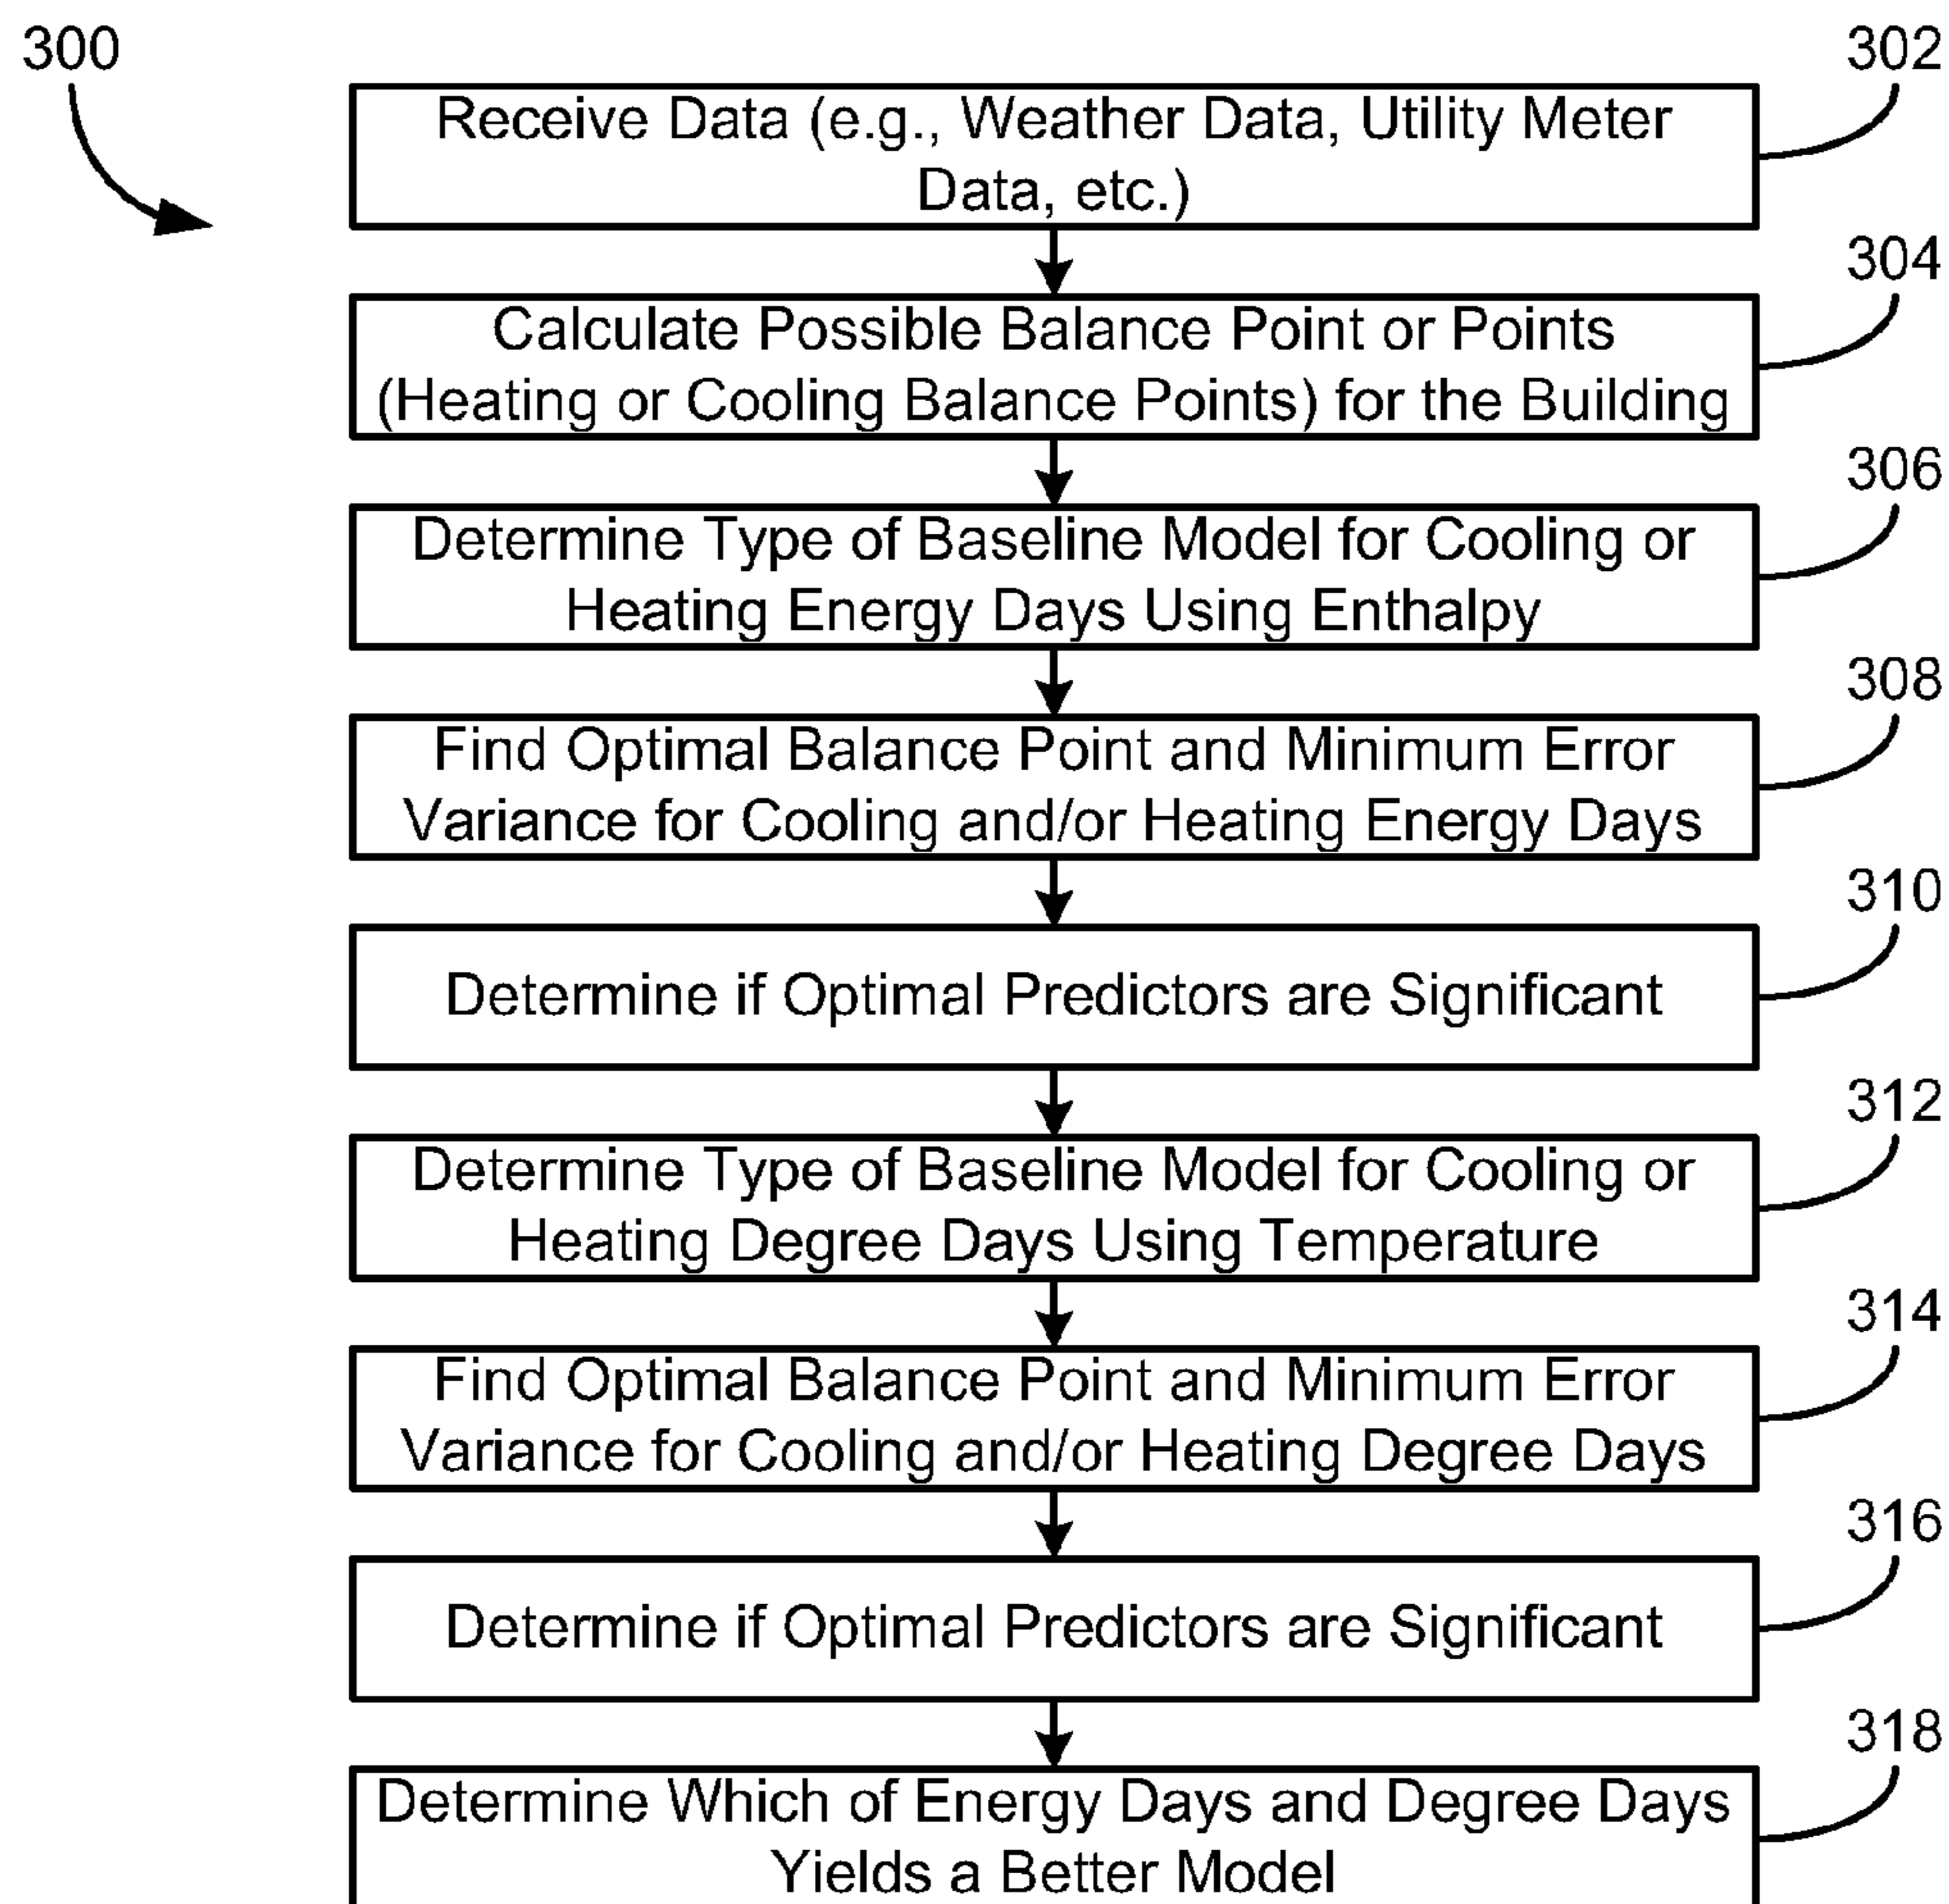 300
302
Receive Data (e.g., Weather Data, Utility Meter
Data, etc.)
304
Calculate Possible Balance Point or Points
(Heating or Cooling Balance Points) for the Building
306
Determine Type of Baseline Model for Cooling or
Heating Energy Days Using Enthalpy
308
Find Optimal Balance Point and Minimum Error
Variance for Cooling and/or Heating Energy Days
310
Determine if Optimal Predictors are Significant
312
Determine Type of Baseline Model for Cooling or
Heating Degree Days Using Temperature
314
Find Optimal Balance Point and Minimum Error
Variance for Cooling and/or Heating Degree Days
316
Determine if Optimal Predictors are Significant
318
Determine Which of Energy Days and Degree Days
Yields a Better Model